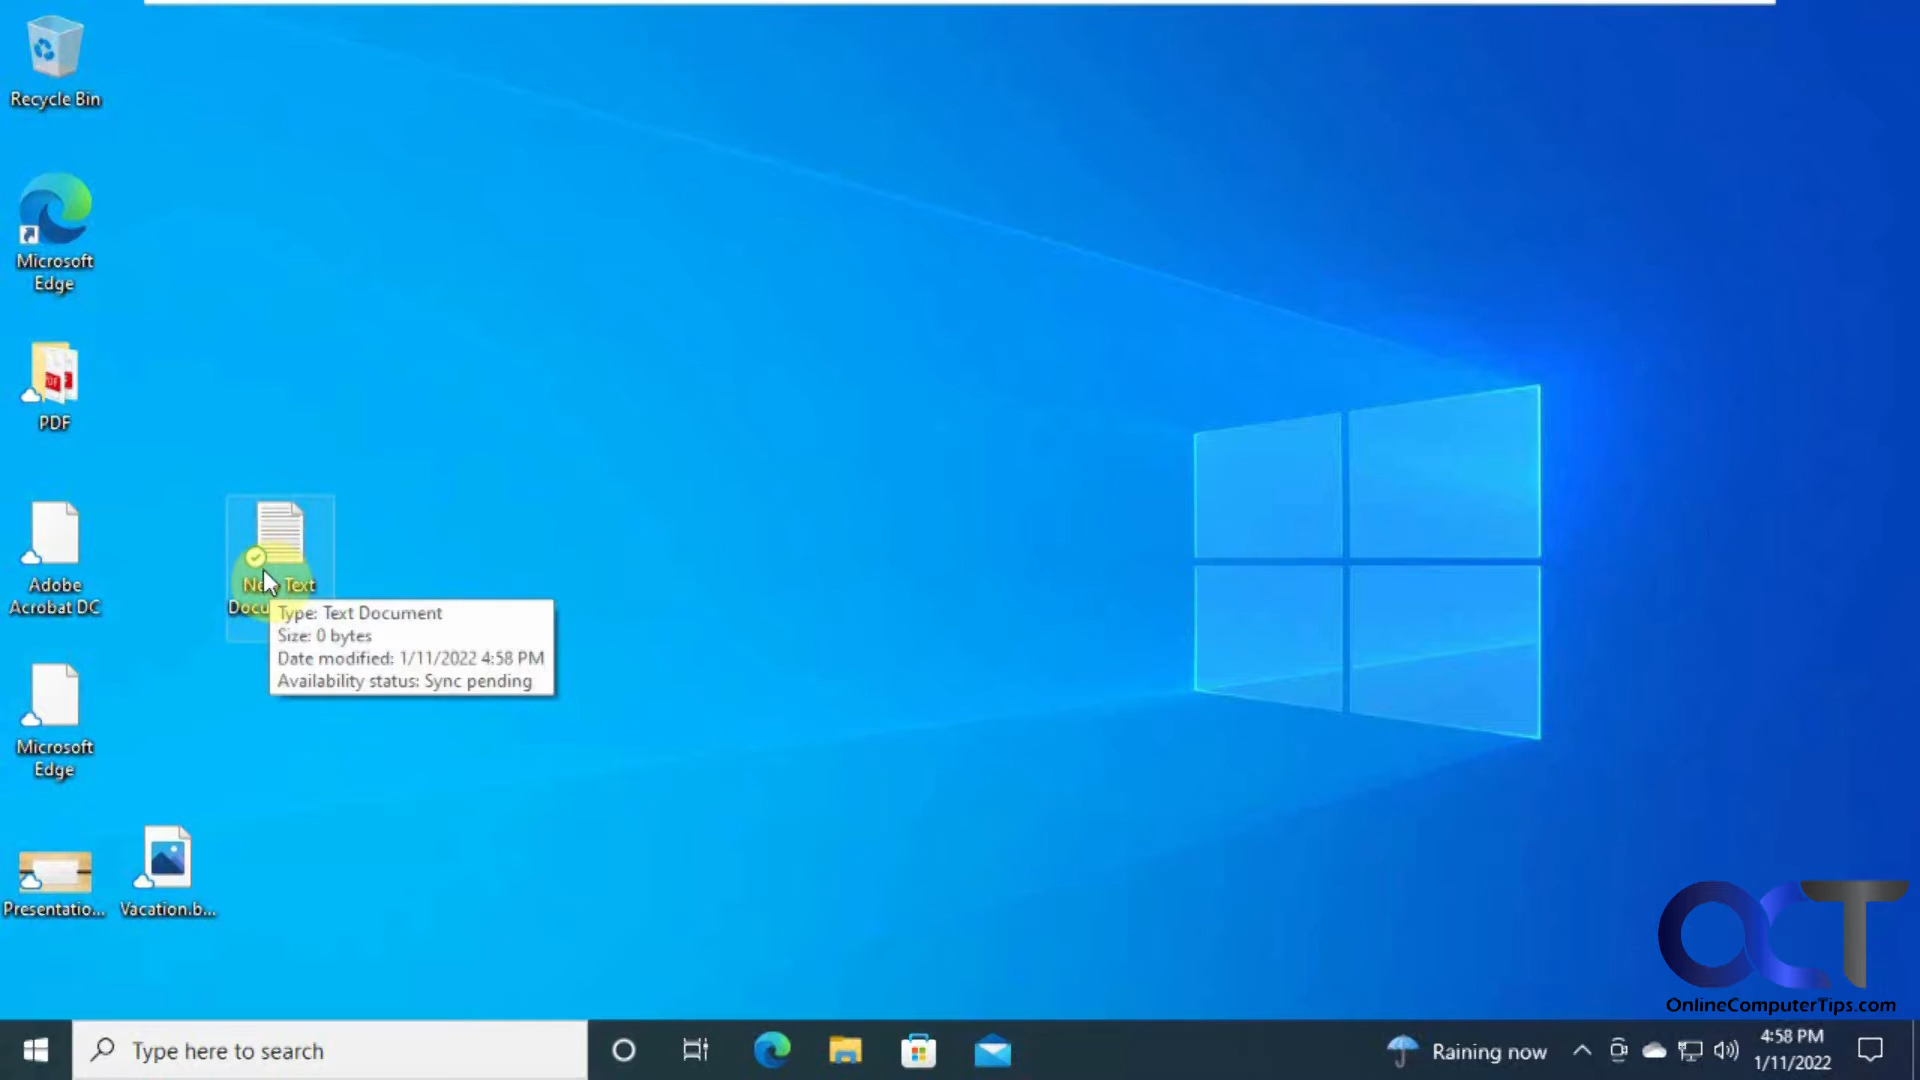 Recycle Bin
Microsoft
Edge
PDF
Adobe
Acrobat DC
Text
Type: Text Document
Size: 0 bytes
Date modified: 1/11/2022 4:58 PM
Availability status: Sync pending
Microsoft
Edge
Presentatio...
Vacation.b...
OCT
OnlineComputerTips.com
Type here to search
Raining now
4:58 PM
1/11/2022